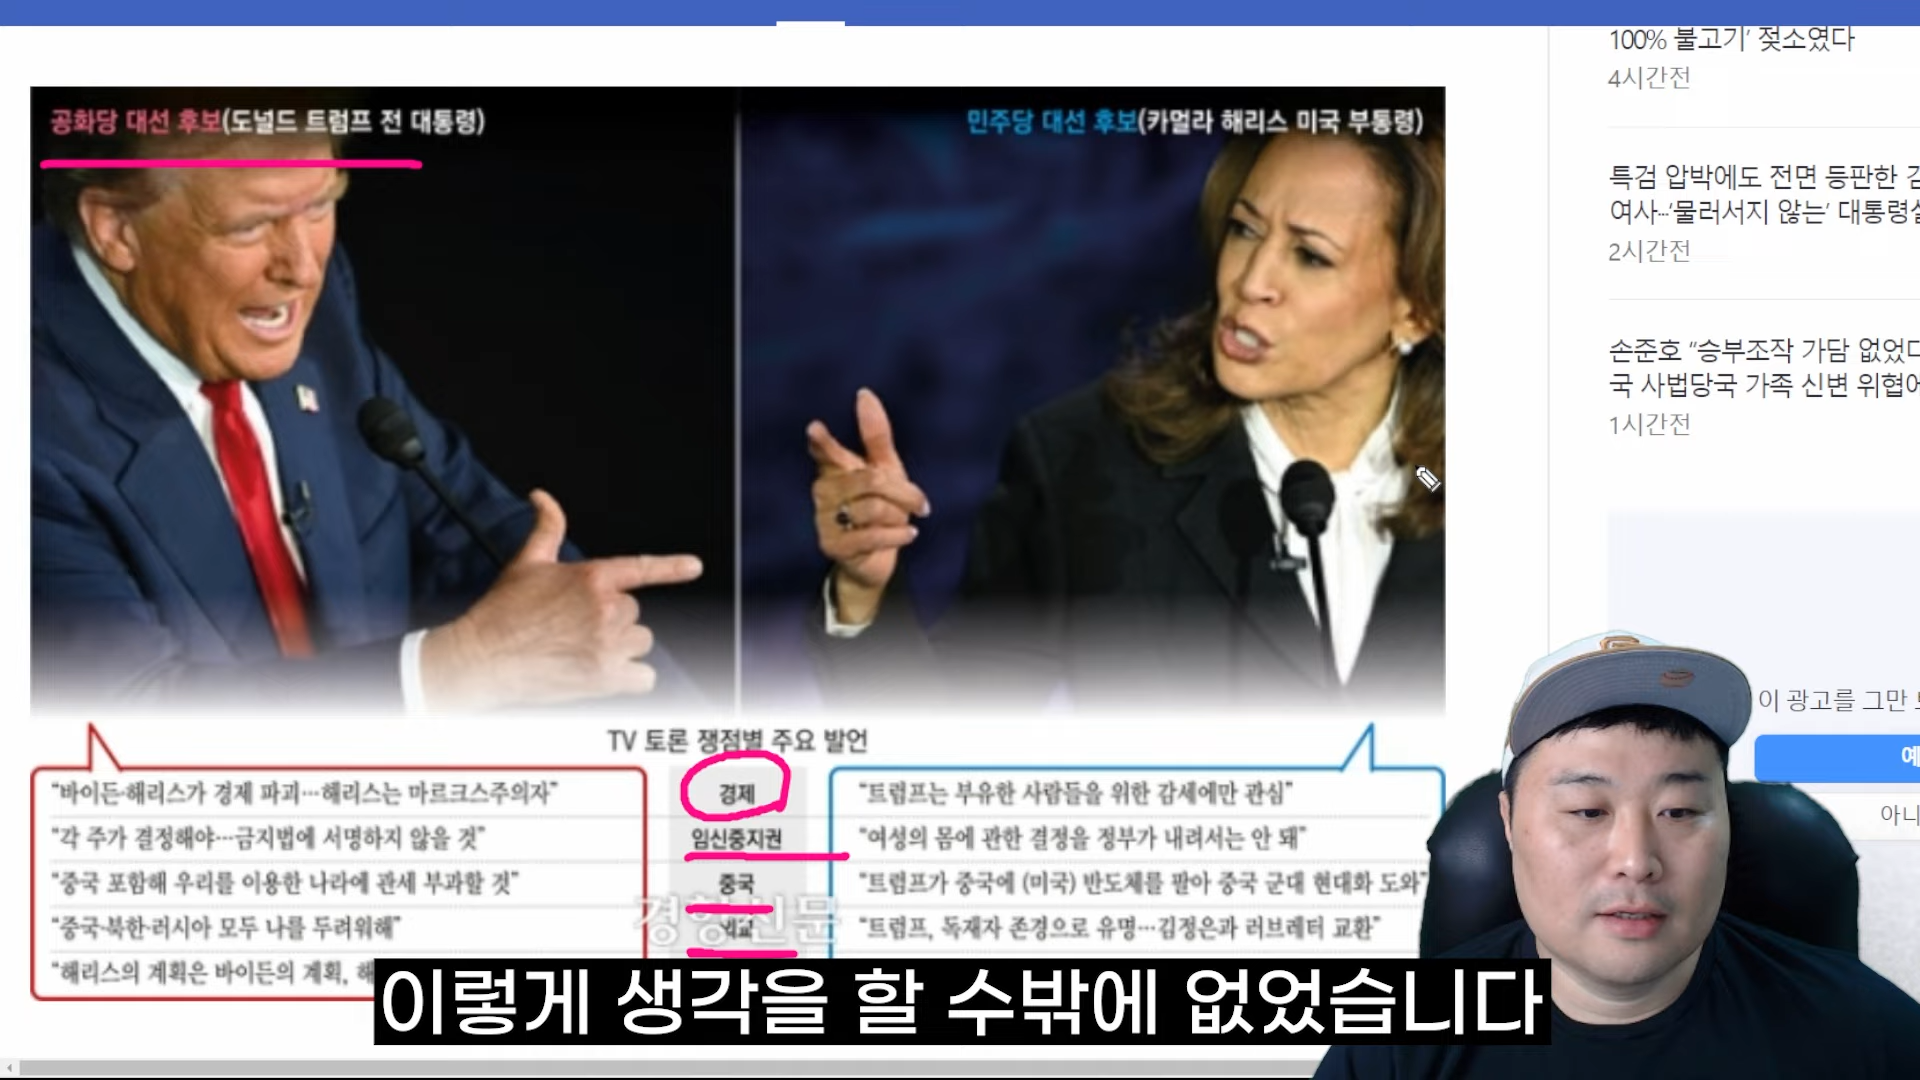 100% 불고기’ 젖소였다
4시간전
공화당 대선 후보(도널드 트럼프 전 대통령)
민주당 대선 후보(카멀라 해리스 미국 부통령)
특검 압박에도 전면 등판한
여사…‘물러서지 않는’
2시간전
손준호 “승부조작 가담
국 사법당국 가족 신변
1시간전
이 광고를 그만
TV 토론 쟁점별 주요 발언
“바이든·해리스가 경제 파괴…해리스는 마르크스주의자”
경제
“트럼프는 부유한 사람들을 위한 감세에만 관심”
“각 주가 결정해야…금지법에 서명하지 않을 것”
임신중지권
“여성의 몸에 관한 결정을 정부가 내려서는 안 돼”
“중국 포함해 우리를 이용한 나라에 관세 부과할 것”
중국
“트럼프가 중국에 (미국) 반도체를 팔아 중국 군대 현대화 도와”
“중국·북한·러시아 모두 나를 두려워해”
외교
“트럼프, 독재자 존경으로 유명…김정은과 러브레터 교환”
경향신문
“해리스의 계획은 바이든의 계획,
이렇게 생각을 할 수밖에 없었습니다